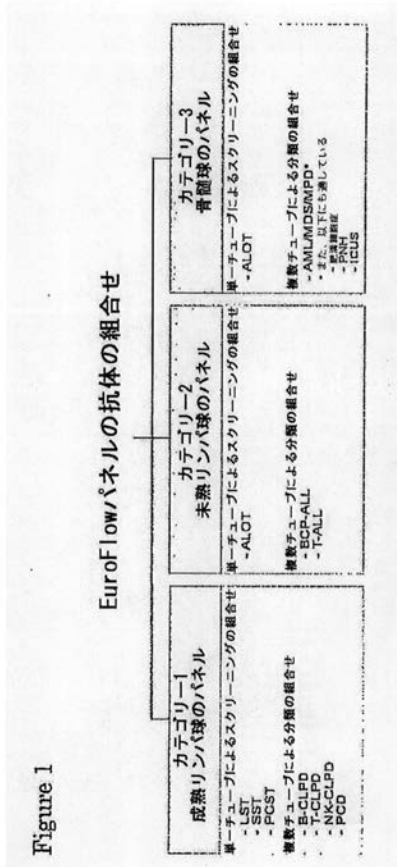 Figure 1
EuroFlowパネルの抗体の組合せ
カテゴリー1
成熟リンパ球のパネル
単一チューブによるスクリーニングの組合せ
- LST
- SST
- PCST
複数チューブによる分類の組合せ
- B-CLPD
- T-CLPD
- NK-CLPD
- PCD
カテゴリー2
未熟リンパ球のパネル
単一チューブによるスクリーニングの組合せ
- ALOT
複数チューブによる分類の組合せ
- BCP-ALL
- T-ALL
カテゴリー3
骨髄球のパネル
単一チューブによるスクリーニングの組合せ
- ALOT
複数チューブによる分類の組合せ
- AML/MDS/MPD*
- また、以下にも適している
- 肥満細胞症
- PNH
- ICUS